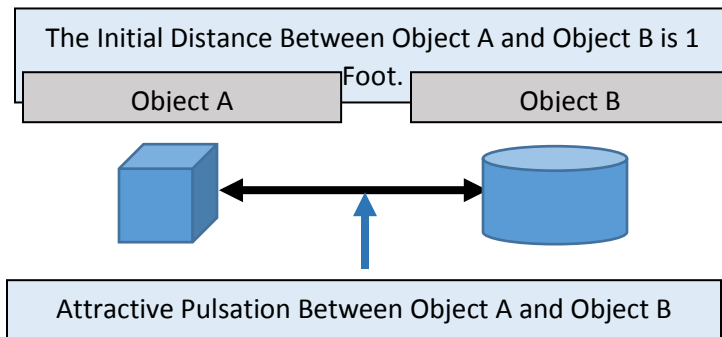 The Initial Distance Between Object A and Object B is 1
Foot.
Object A
Object B
Attractive Pulsation Between Object A and Object B